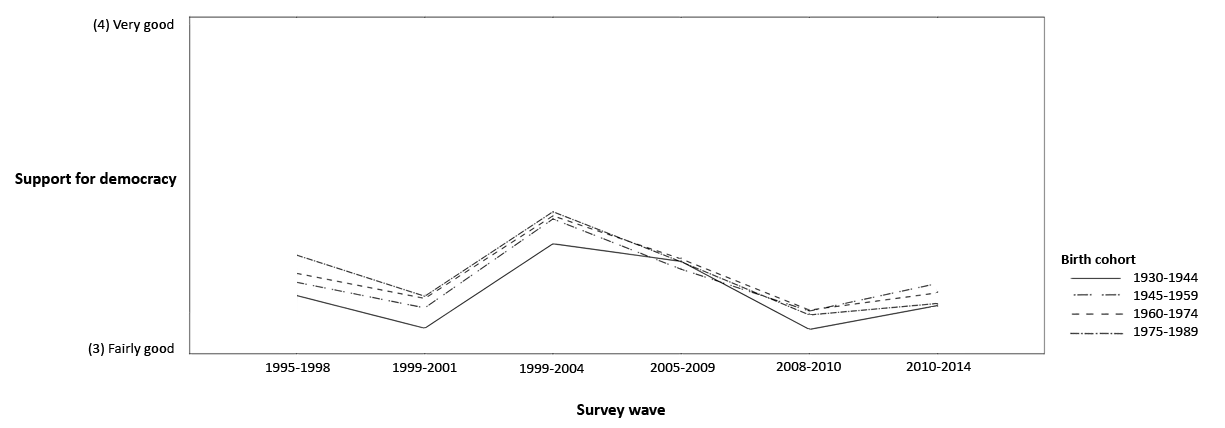 (4) Very good
Support for democracy
(3) Fairly good
1995-1998 1999-2001 1999-2004 2005-2009 2008-2010 2010-2014
Survey wave
Birth cohort
1930-1944
1945-1959
1960-1974
1975-1989